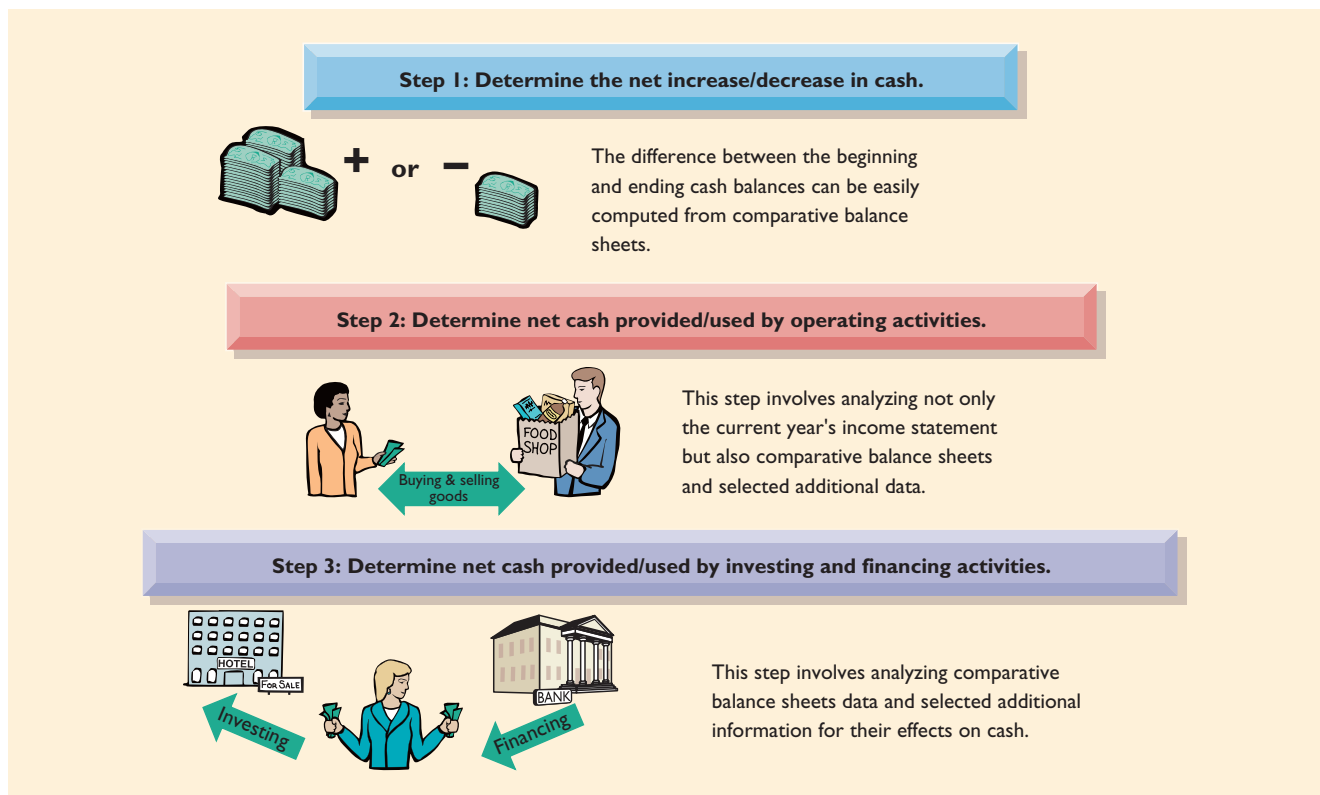 Step 1: Determine the net increase/decrease in cash.
+ or –
The difference between the beginning
and ending cash balances can be easily
computed from comparative balance
sheets.
Step 2: Determine net cash provided/used by operating activities.
FOOD
SHOP
Buying & selling
goods
This step involves analyzing not only
the current year's income statement
but also comparative balance sheets
and selected additional data.
Step 3: Determine net cash provided/used by investing and financing activities.
HOTEL
FOR SALE
Investing
BANK
Financing
This step involves analyzing comparative
balance sheets data and selected additional
information for their effects on cash.